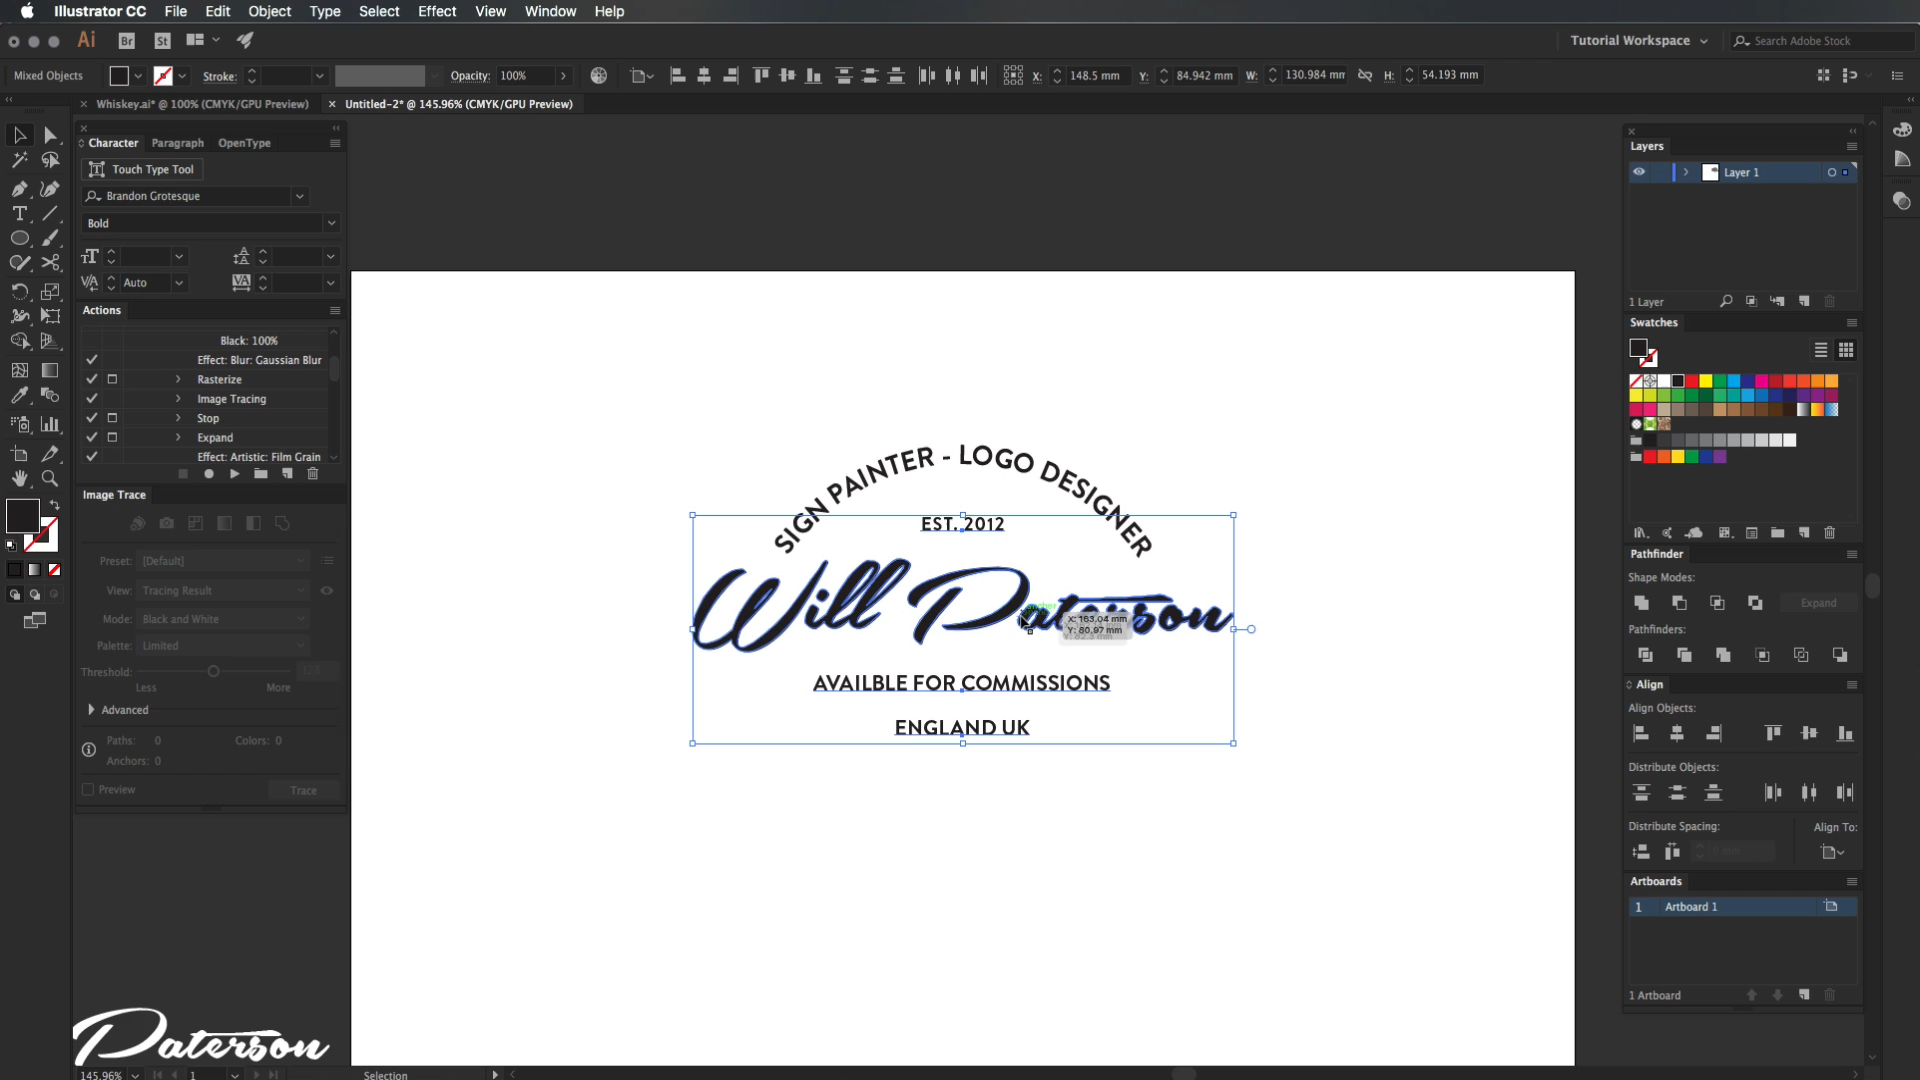 Illustrator CC File Edit Object Type Select Effect View Window Help
Ai Br St Tutorial Workspace Search Adobe Stock
Mixed Objects Stroke: Opacity: 100% X: 148.5 mm Y: 84.942 mm W: 130.984 mm H: 54.193 mm
Whiskey.ai* @ 100% (CMYK/GPU Preview) Untitled-2* @ 145.96% (CMYK/GPU Preview)
Character Paragraph OpenType
Touch Type Tool
Brandon Grotesque
Bold
Auto
Actions
Black: 100%
Effect: Blur: Gaussian Blur
Rasterize
Image Tracing
Stop
Expand
Effect: Artistic: Film Grain
Image Trace
Preset: [Default]
View: Tracing Result
Mode: Black and White
Palette: Limited
Threshold:
Less More
Advanced
Paths: 0 Colors: 0
Anchors: 0
Preview Trace
SIGN PAINTER - LOGO DESIGNER
EST. 2012
Will Paterson
X: 163.04 mm
Y: 80.97 mm
AVAILBLE FOR COMMISSIONS
ENGLAND UK
Layers
Layer 1
1 Layer
Swatches
Pathfinder
Shape Modes:
Expand
Pathfinders:
Align
Align Objects:
Distribute Objects:
Distribute Spacing: Align To:
0 mm
Artboards
1 Artboard 1
1 Artboard
Paterson
145.96% 1 Selection